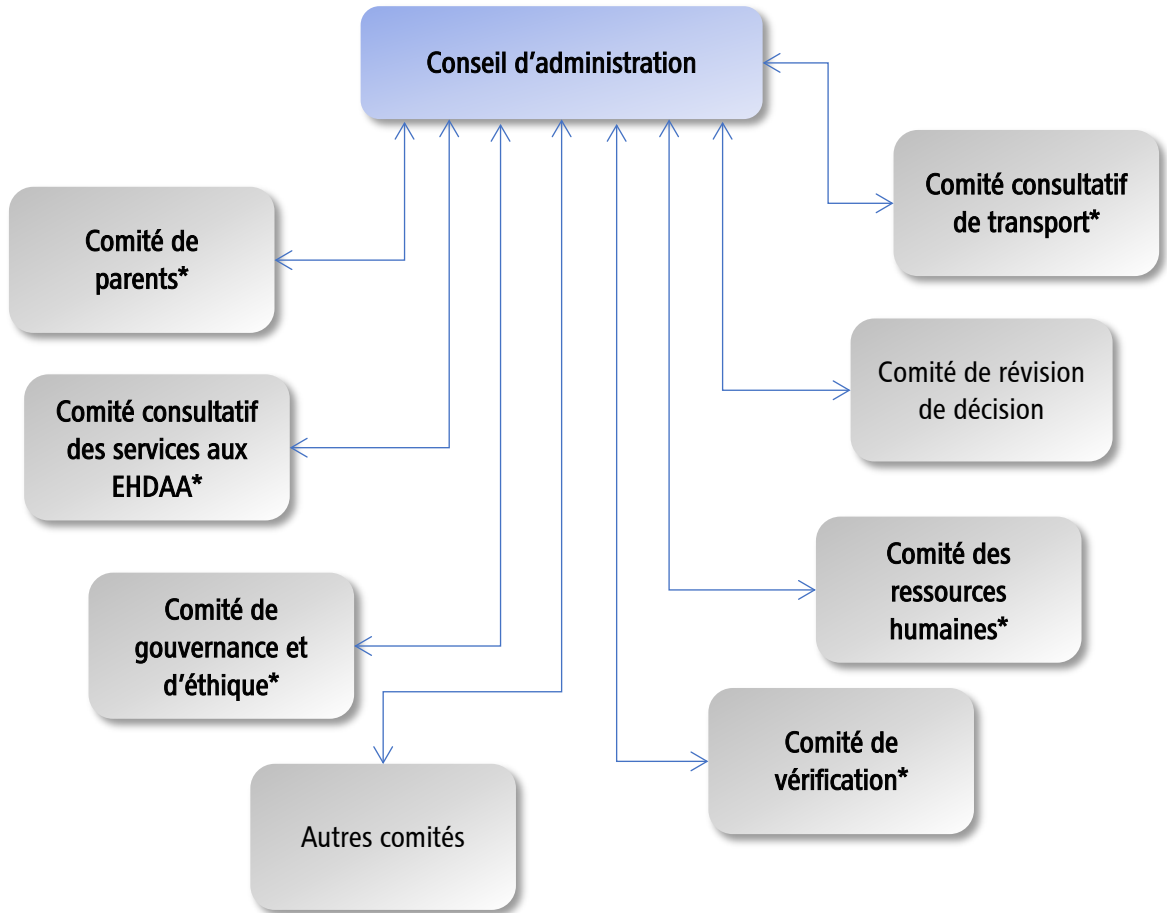 Conseil d’administration
Comité consultatif
de transport*
Comité de
parents*
Comité de révision
de décision
Comité consultatif
des services aux
EHDAA*
Comité des
ressources
humaines*
Comité de
gouvernance et
d’éthique*
Comité de
vérification*
Autres comités